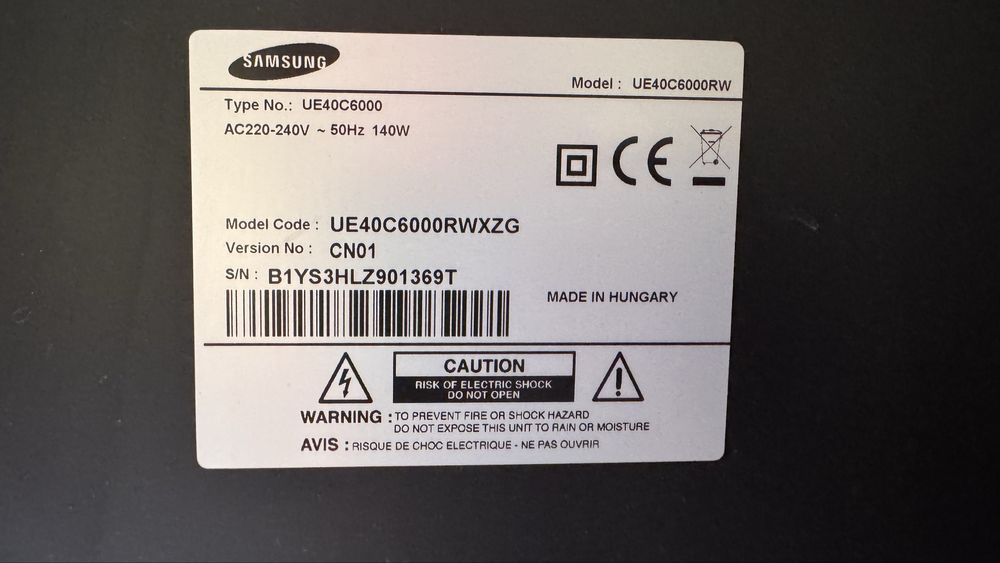 SAMSUNG
Model : UE40C6000RW
Type No.: UE40C6000
AC220-240V ~ 50Hz 140W
CE
Model Code : UE40C6000RWXZG
Version No : CN01
S/N : B1YS3HLZ901369T
MADE IN HUNGARY
CAUTION
RISK OF ELECTRIC SHOCK
DO NOT OPEN
WARNING : TO PREVENT FIRE OR SHOCK HAZARD
DO NOT EXPOSE THIS UNIT TO RAIN OR MOISTURE
AVIS : RISQUE DE CHOC ELECTRIQUE - NE PAS OUVRIR